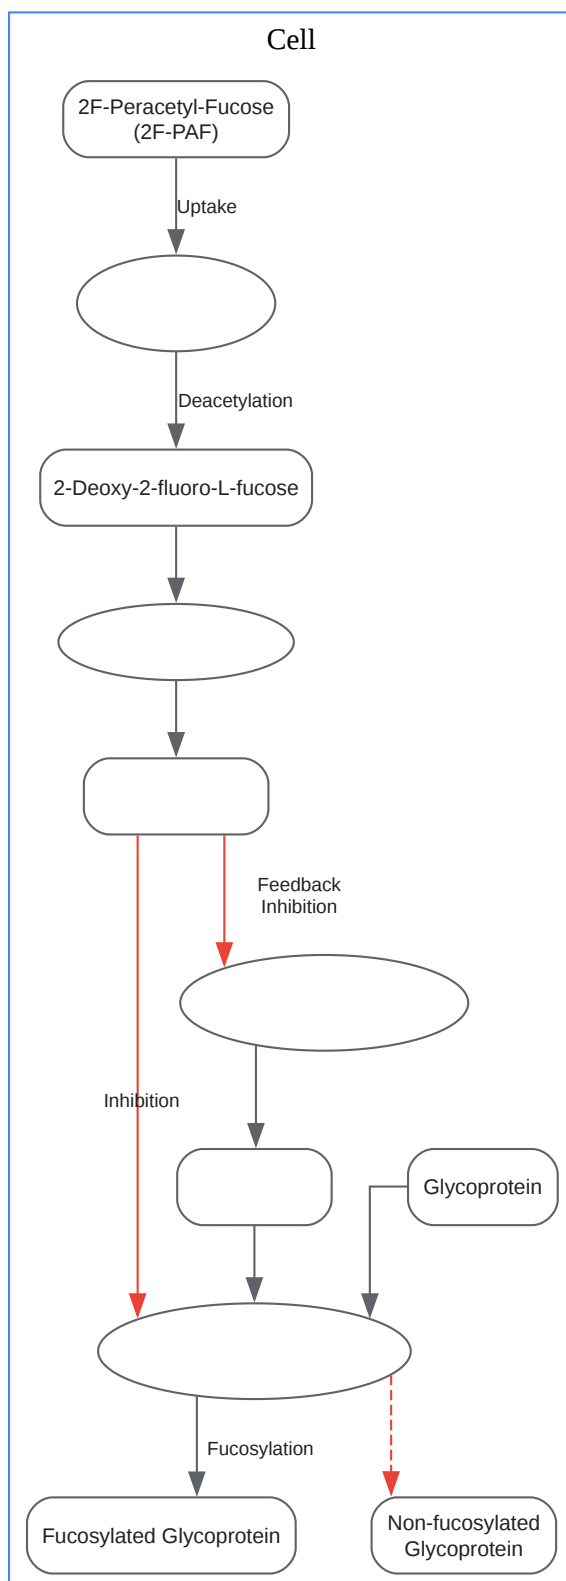 Cell
2F-Peracetyl-Fucose
(2F-PAF)
Uptake
Deacetylation
2-Deoxy-2-fluoro-L-fucose
Feedback
Inhibition
Inhibition
Glycoprotein
Fucosylation
Fucosylated Glycoprotein
Non-fucosylated
Glycoprotein